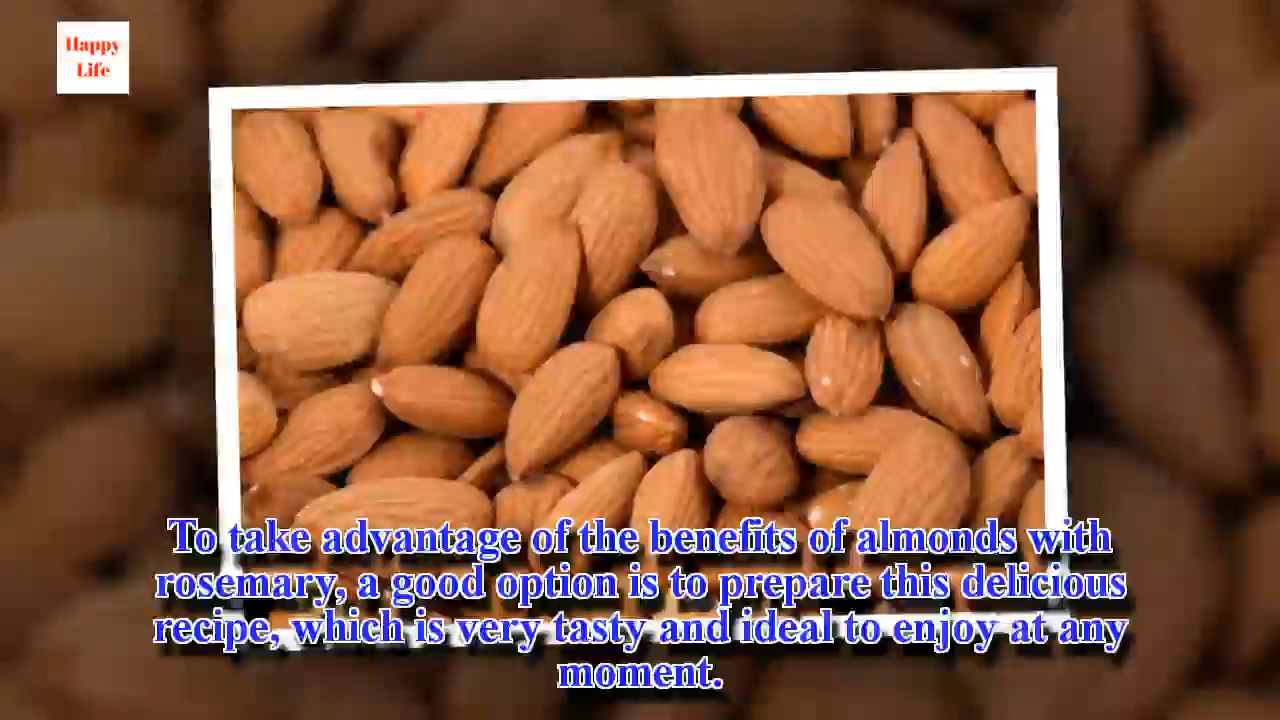 Happy
Life
To take advantage of the benefits of almonds with
rosemary, a good option is to prepare this delicious
recipe, which is very tasty and ideal to enjoy at any
moment.